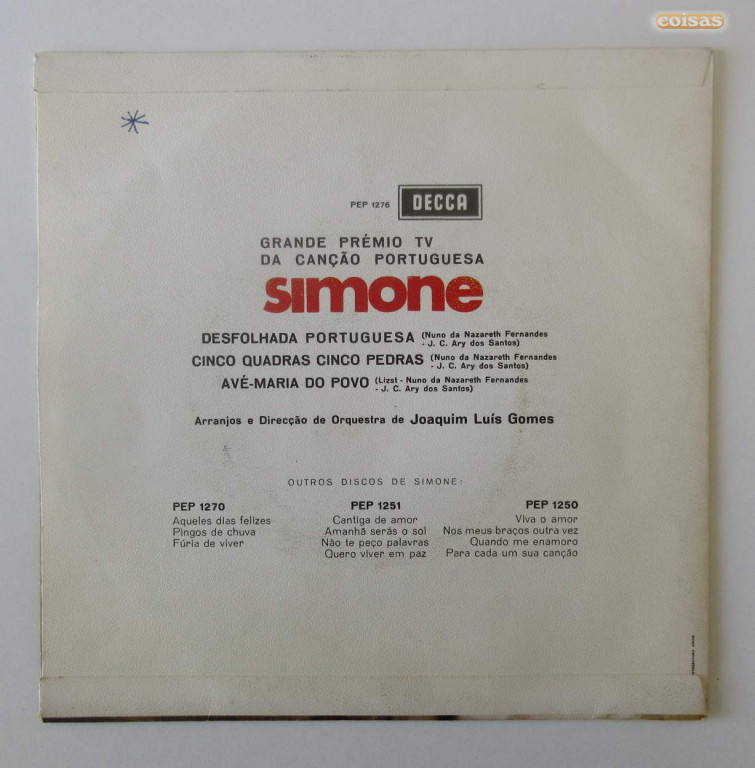 coisas
PEP 1276 DECCA
GRANDE PRÉMIO TV
DA CANÇÃO PORTUGUESA
simone
DESFOLHADA PORTUGUESA (Nuno da Nazareth Fernandes
- J. C. Ary dos Santos)
CINCO QUADRAS CINCO PEDRAS (Nuno da Nazareth Fernandes
- J. C. Ary dos Santos)
AVÉ-MARIA DO POVO (Lizst - Nuno da Nazareth Fernandes
- J. C. Ary dos Santos)
Arranjos e Direcção de Orquestra de Joaquim Luís Gomes
OUTROS DISCOS DE SIMONE:
PEP 1270
Aqueles dias felizes
Pingos de chuva
Fúria de viver
PEP 1251
Cantiga de amor
Amanhã serás o sol
Não te peço palavras
Quero viver em paz
PEP 1250
Viva o amor
Nos meus braços outra vez
Quando me enamoro
Para cada um sua canção